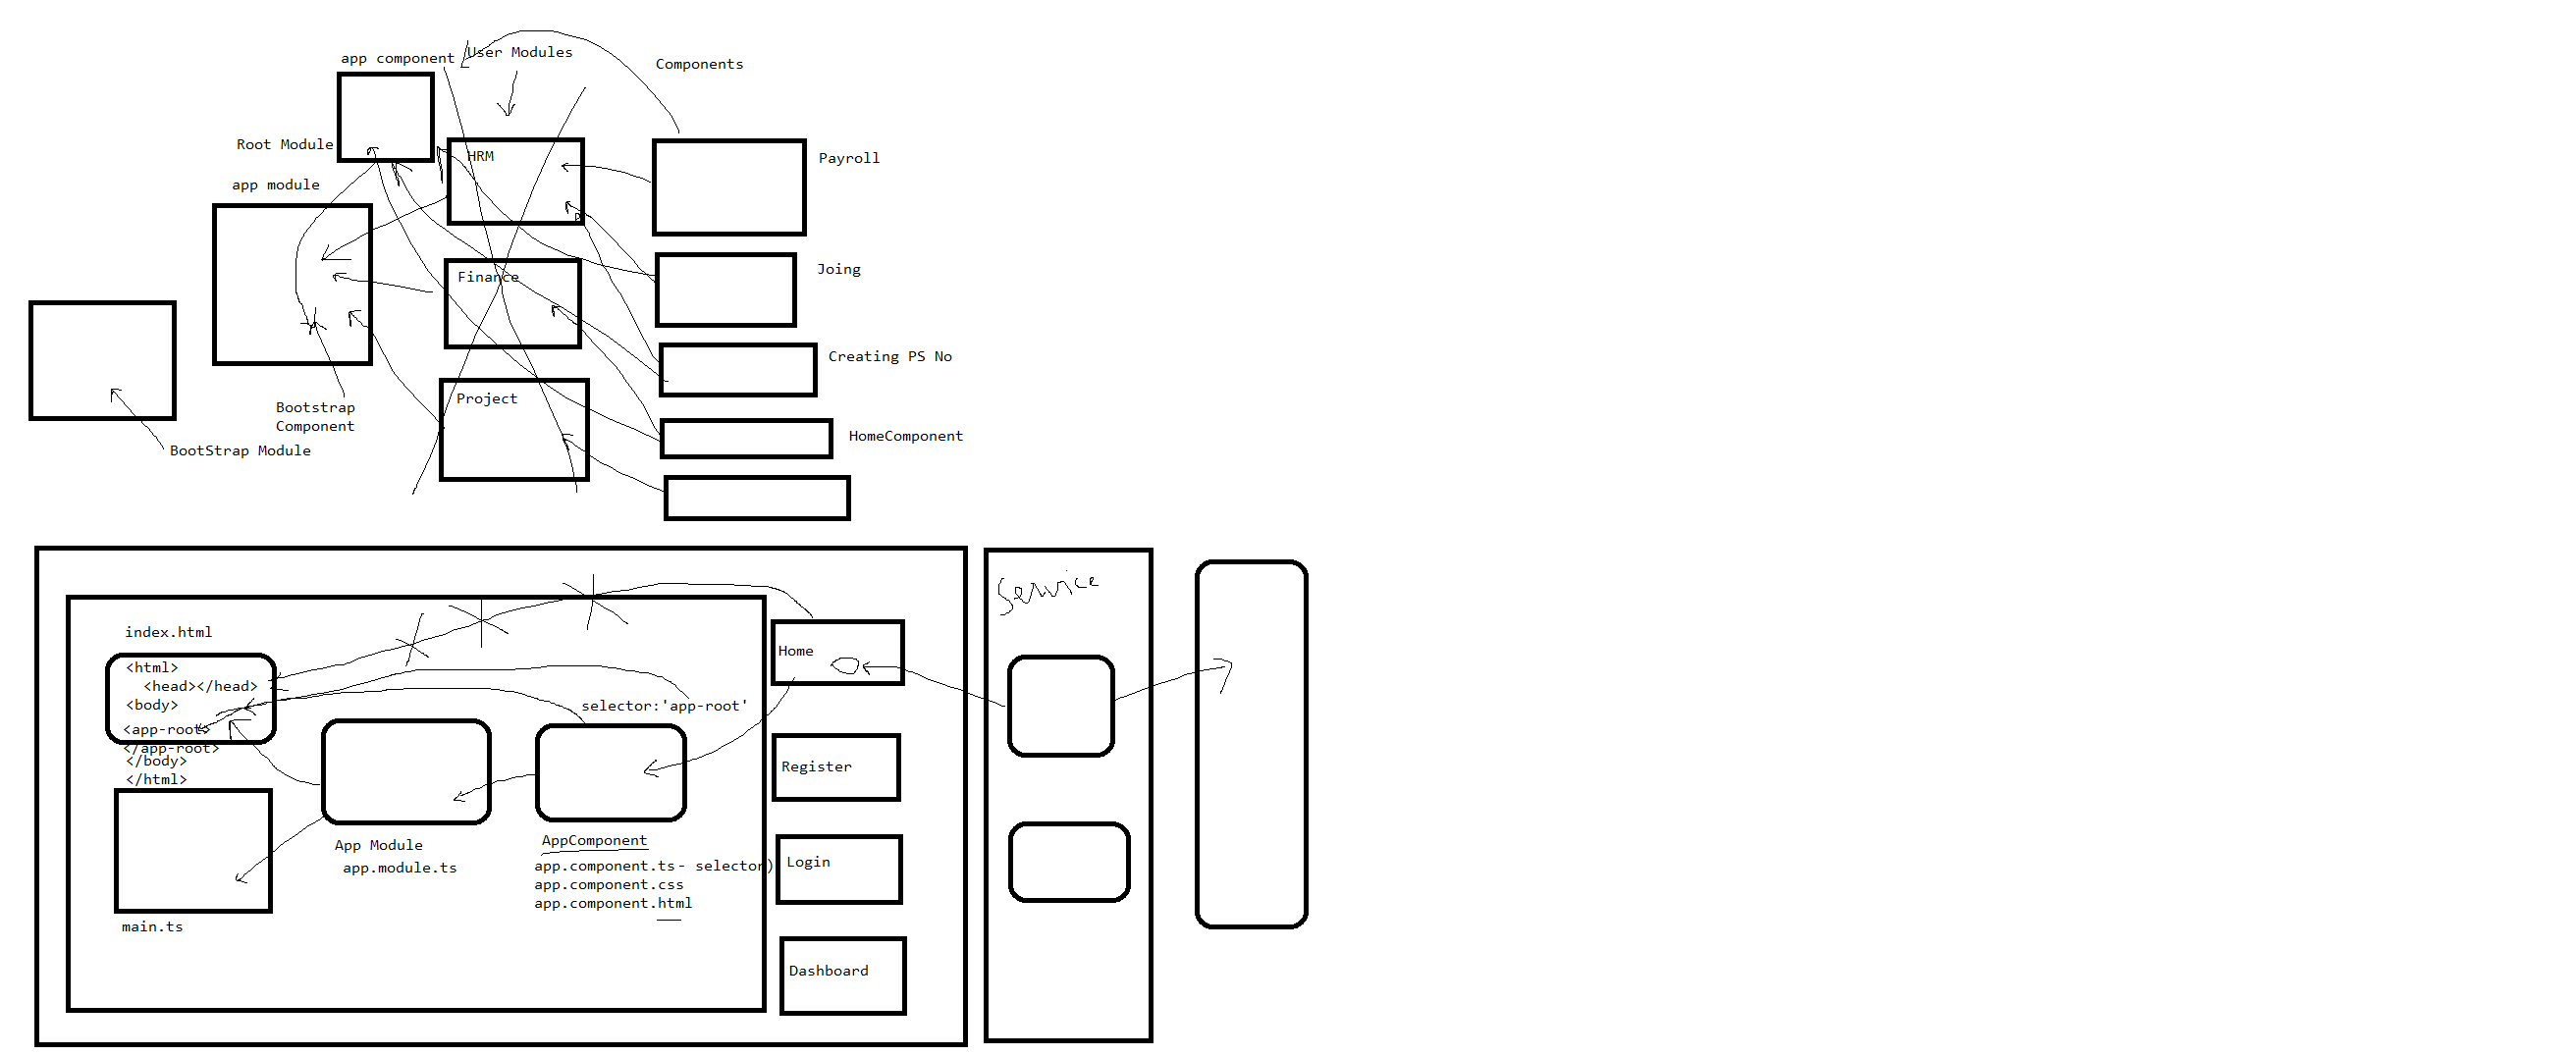 User Modules
app component
Components
Root Module
HRM
Payroll
app module
Joing
Finance
Creating PS No
Project
Bootstrap
Component
HomeComponent
BootStrap Module
Service
index.html
Home
<html>
<head></head>
<body>
selector:'app-root'
<app-root>
</app-root>
</body>
</html>
Register
App Module
app.module.ts
AppComponent
app.component.ts- selector)
app.component.css
app.component.html
Login
main.ts
Dashboard